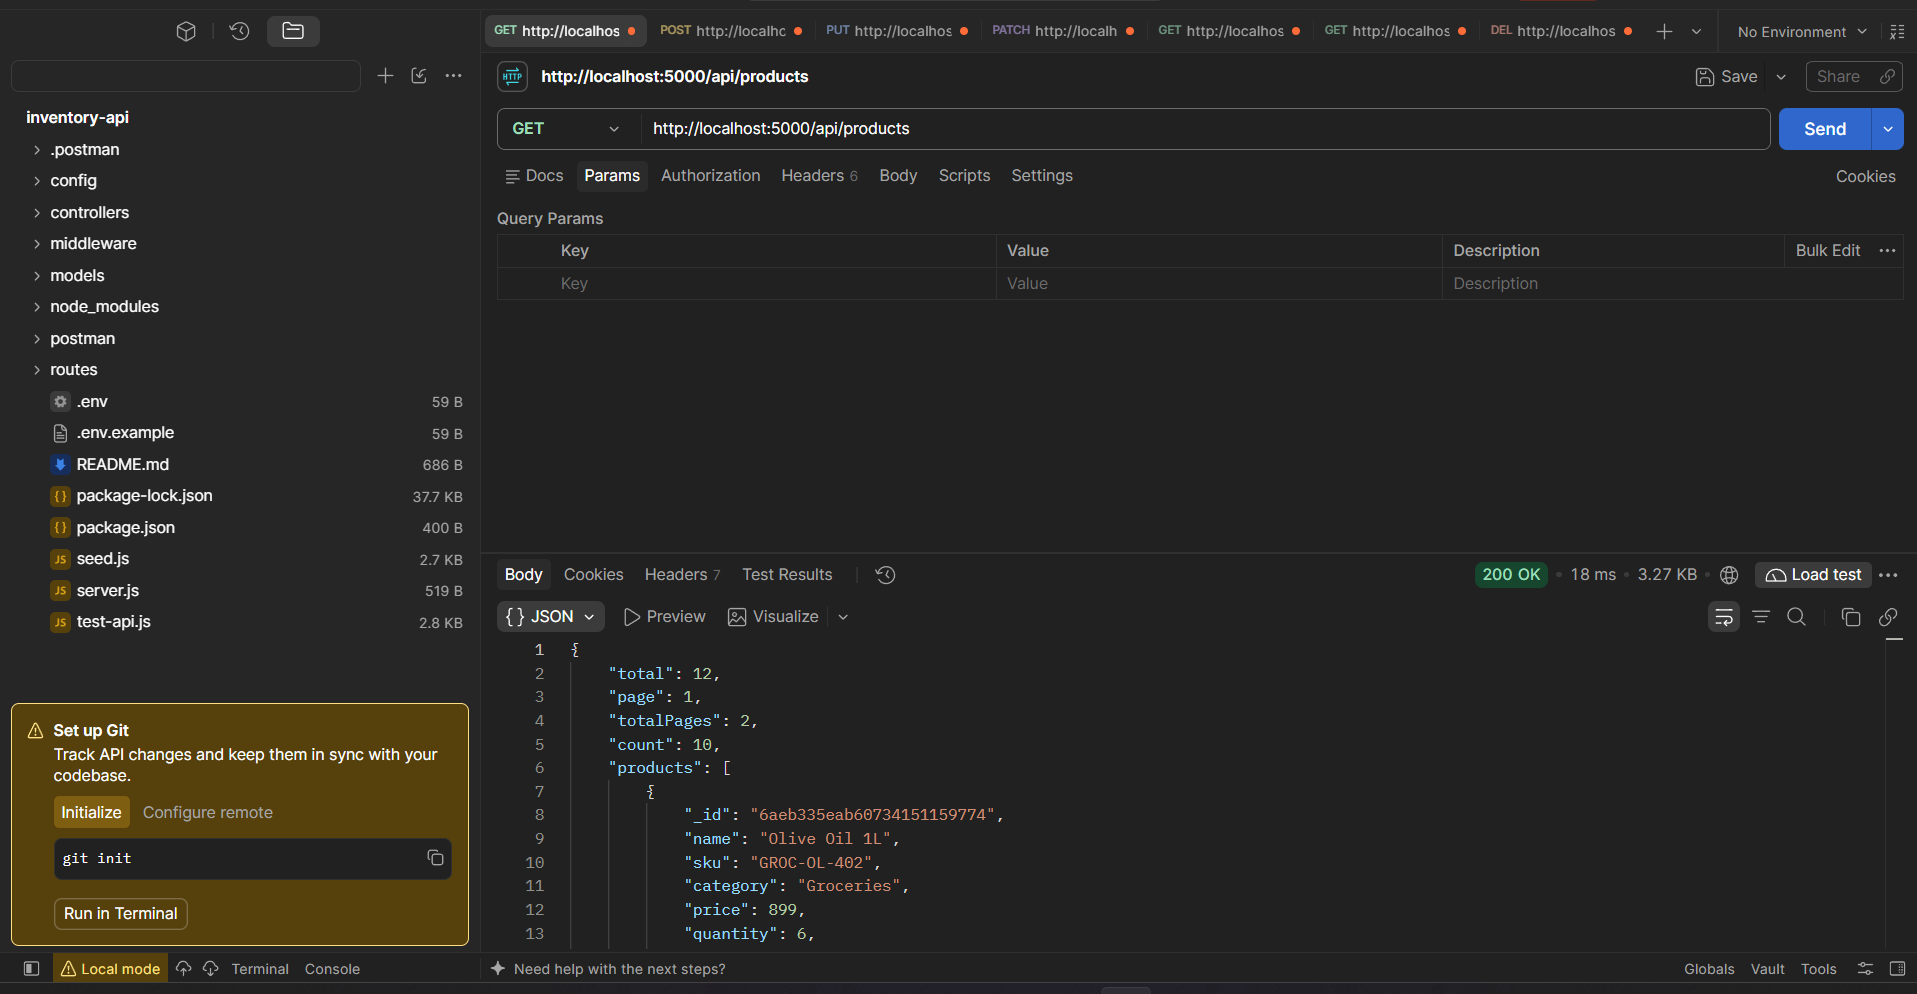 GET http://localhos
POST http://localhc
PUT http://localhos
PATCH http://localh
GET http://localhos
GET http://localhos
DEL http://localhos
No Environment
HTTP http://localhost:5000/api/products
Save
Share
inventory-api
.postman
config
controllers
middleware
models
node_modules
postman
routes
.env 59 B
.env.example 59 B
README.md 686 B
{} package-lock.json 37.7 KB
{} package.json 400 B
JS seed.js 2.7 KB
JS server.js 519 B
JS test-api.js 2.8 KB
Set up Git
Track API changes and keep them in sync with your
codebase.
Initialize Configure remote
git init
Run in Terminal
GET http://localhost:5000/api/products Send
Docs Params Authorization Headers 6 Body Scripts Settings Cookies
Query Params
Key Value Description Bulk Edit
Key Value Description
Body Cookies Headers 7 Test Results 200 OK 18 ms 3.27 KB Load test
{} JSON Preview Visualize
1 {
2 "total": 12,
3 "page": 1,
4 "totalPages": 2,
5 "count": 10,
6 "products": [
7 {
8 "_id": "6aeb335eab60734151159774",
9 "name": "Olive Oil 1L",
10 "sku": "GROC-OL-402",
11 "category": "Groceries",
12 "price": 899,
13 "quantity": 6,
Local mode Terminal Console Need help with the next steps? Globals Vault Tools